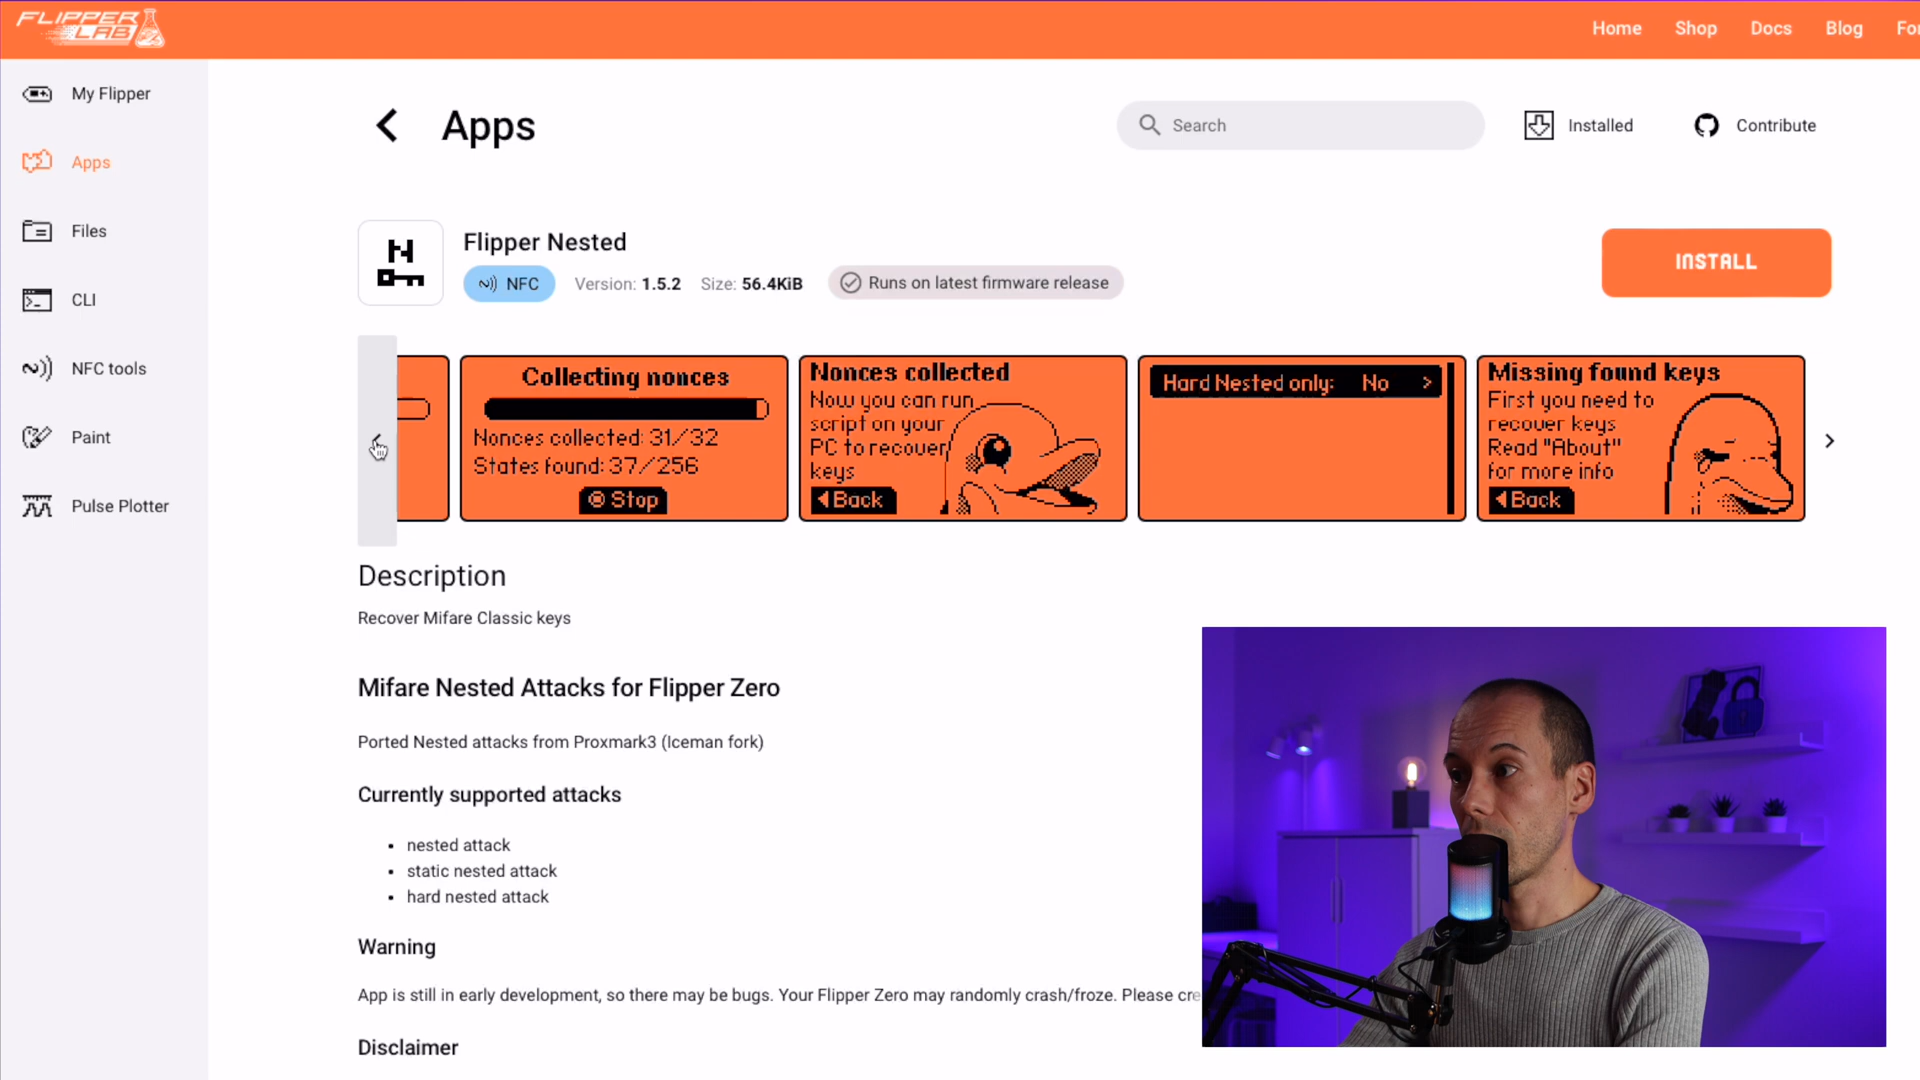 FLIPPER
LAB
Home
Shop
Docs
Blog
My Flipper
Apps
Files
CLI
NFC tools
Paint
Pulse Plotter
Apps
Search
Installed
Contribute
Flipper Nested
NFC
Version: 1.5.2
Size: 56.4KiB
Runs on latest firmware release
INSTALL
Collecting nonces
Nonces collected: 31/32
States found: 37/256
Stop
Nonces collected
Now you can run
script on your
PC to recover
keys
Back
Hard Nested only: No >
Missing found keys
First you need to
recover keys
Read "About"
for more info
Back
Description
Recover Mifare Classic keys
Mifare Nested Attacks for Flipper Zero
Ported Nested attacks from Proxmark3 (Iceman fork)
Currently supported attacks
• nested attack
• static nested attack
• hard nested attack
Warning
App is still in early development, so there may be bugs. Your Flipper Zero may randomly crash/froze. Please
Disclaimer